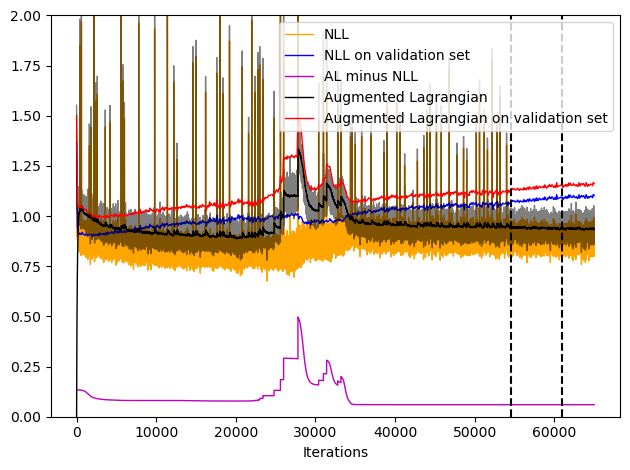 2.00
1.75
1.50
1.25
1.00
0.75
0.50
0.25
0.00
NLL
NLL on validation set
AL minus NLL
Augmented Lagrangian
Augmented Lagrangian on validation set
0 10000 20000 30000 40000 50000 60000
Iterations